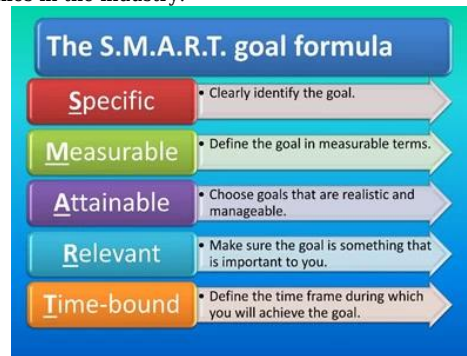 The S.M.A.R.T. goal formula
Specific
• Clearly identify the goal.
Measurable
• Define the goal in measurable terms.
Attainable
• Choose goals that are realistic and
manageable.
Relevant
• Make sure the goal is something that
is important to you.
Time-bound
• Define the time frame during which
you will achieve the goal.